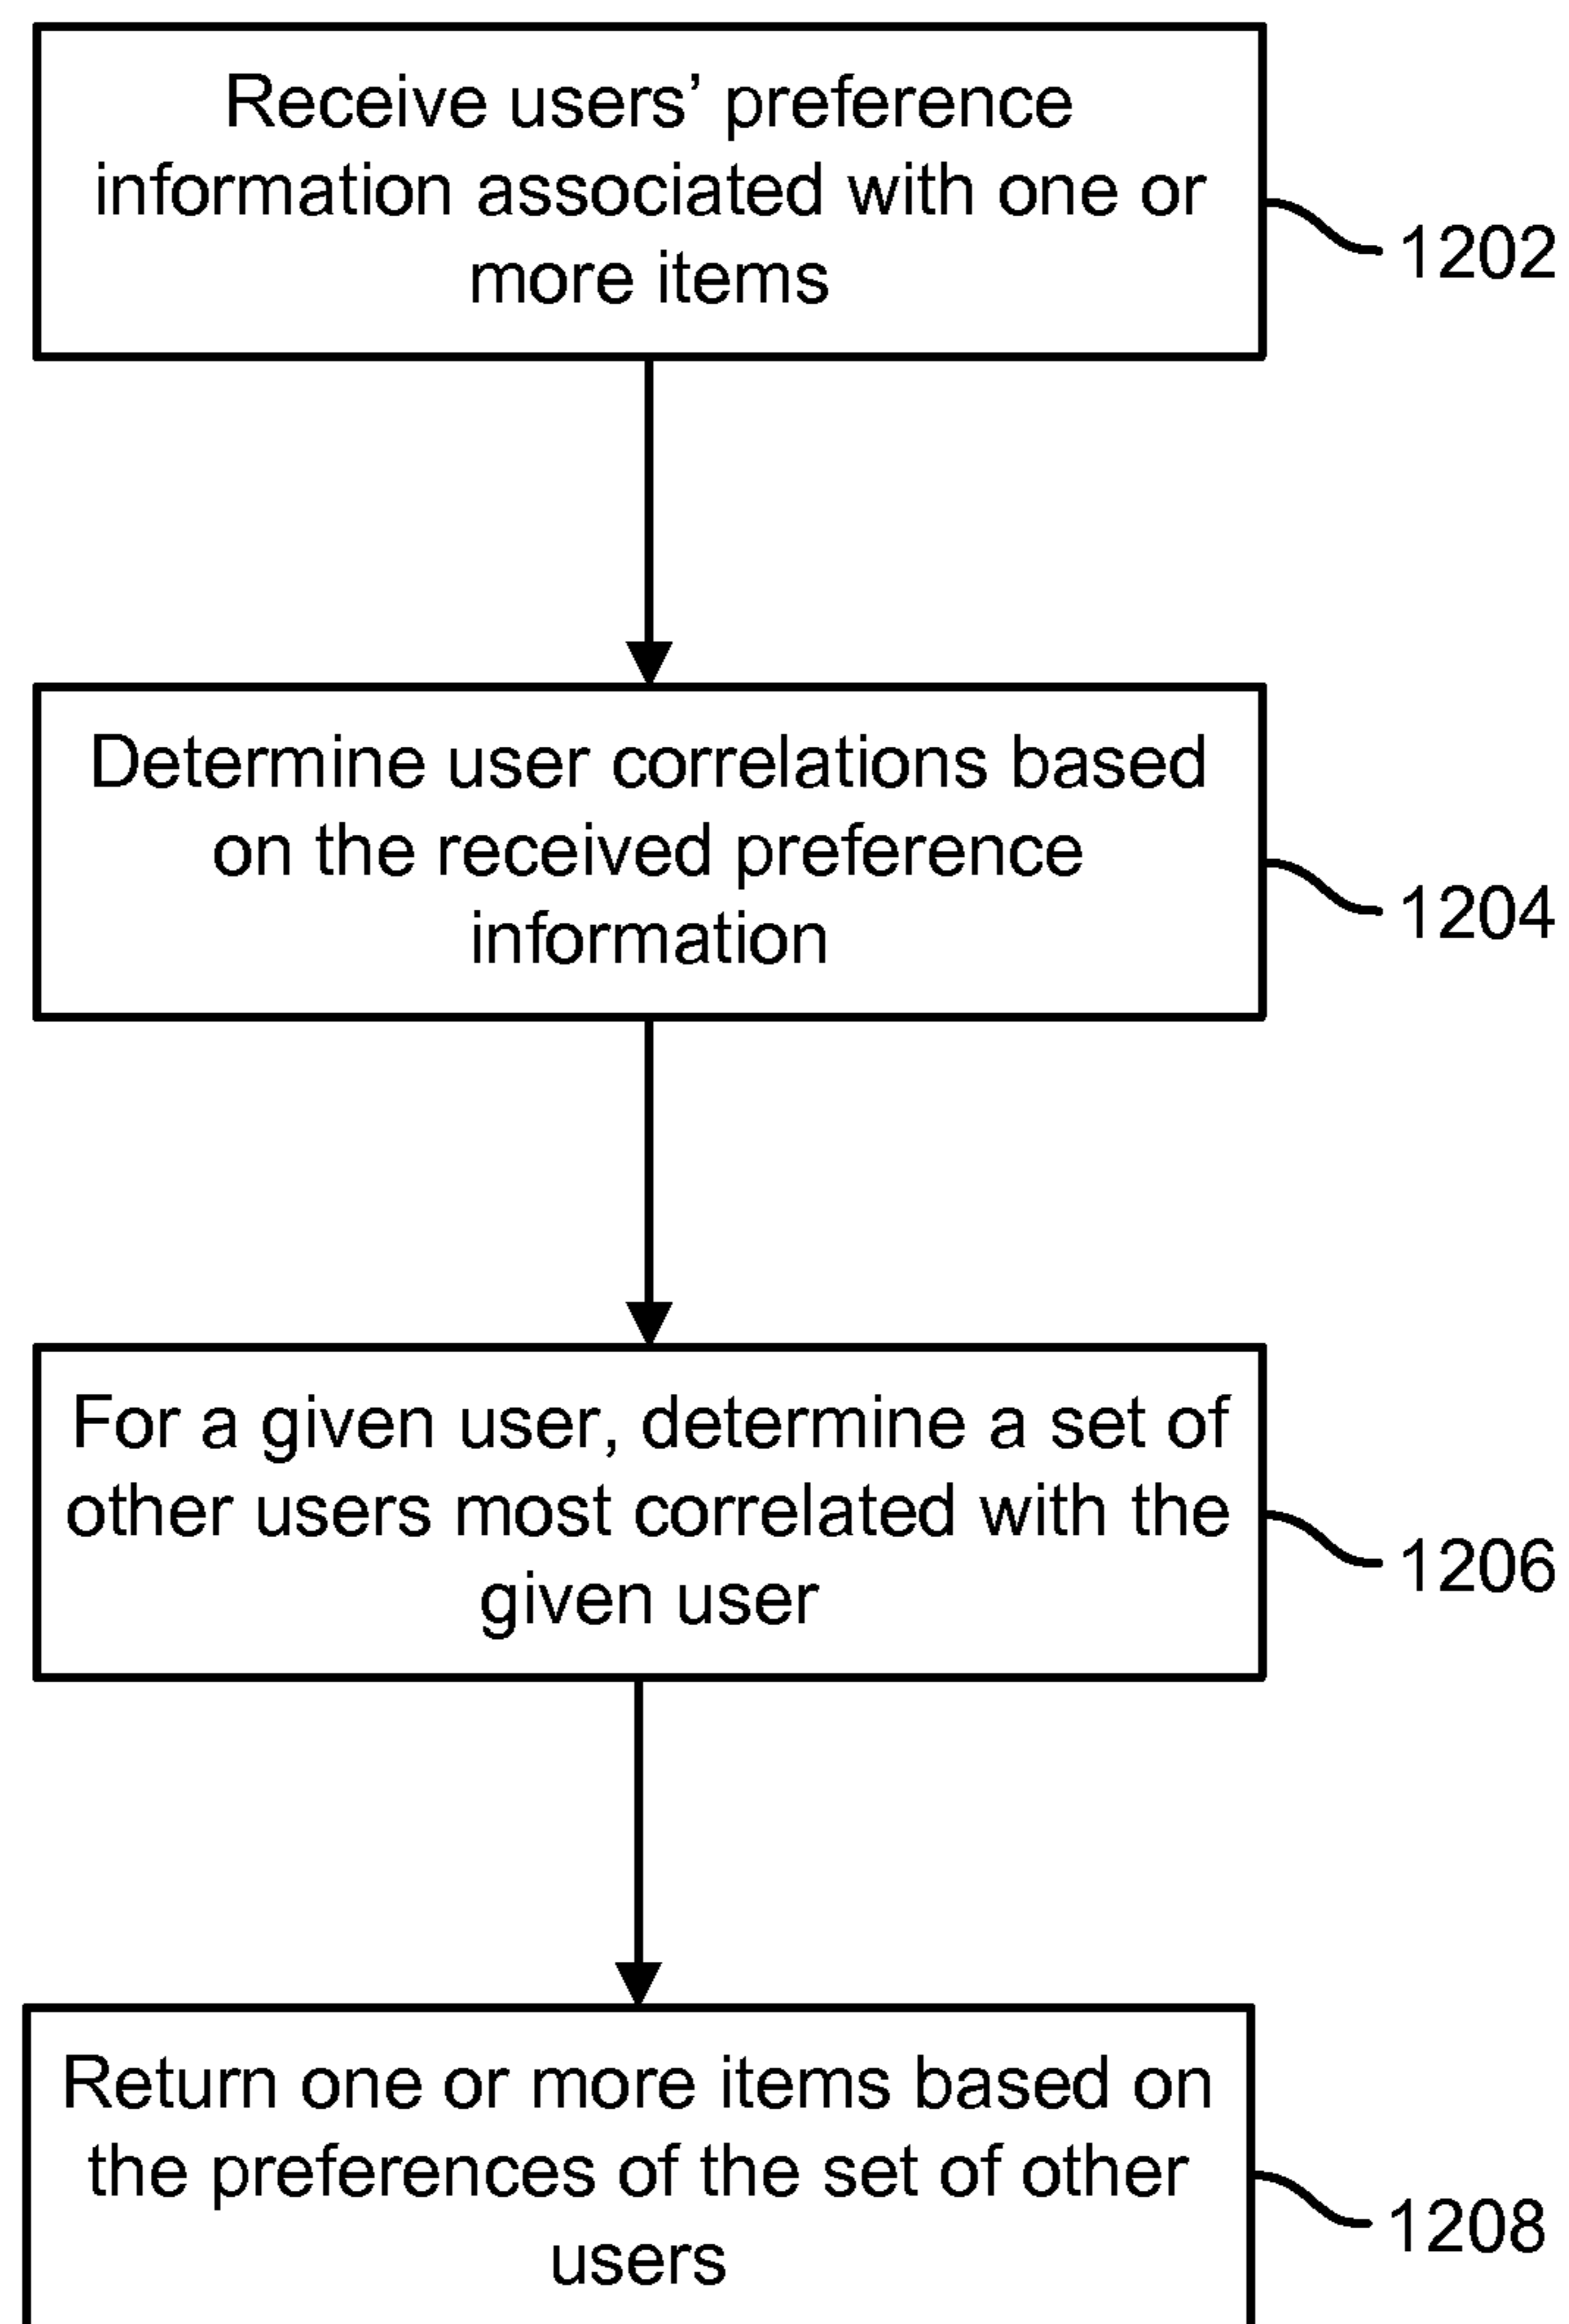 Receive users’ preference
information associated with one or
more items
1202
Determine user correlations based
on the received preference
information
1204
For a given user, determine a set of
other users most correlated with the
given user
1206
Return one or more items based on
the preferences of the set of other
users
1208